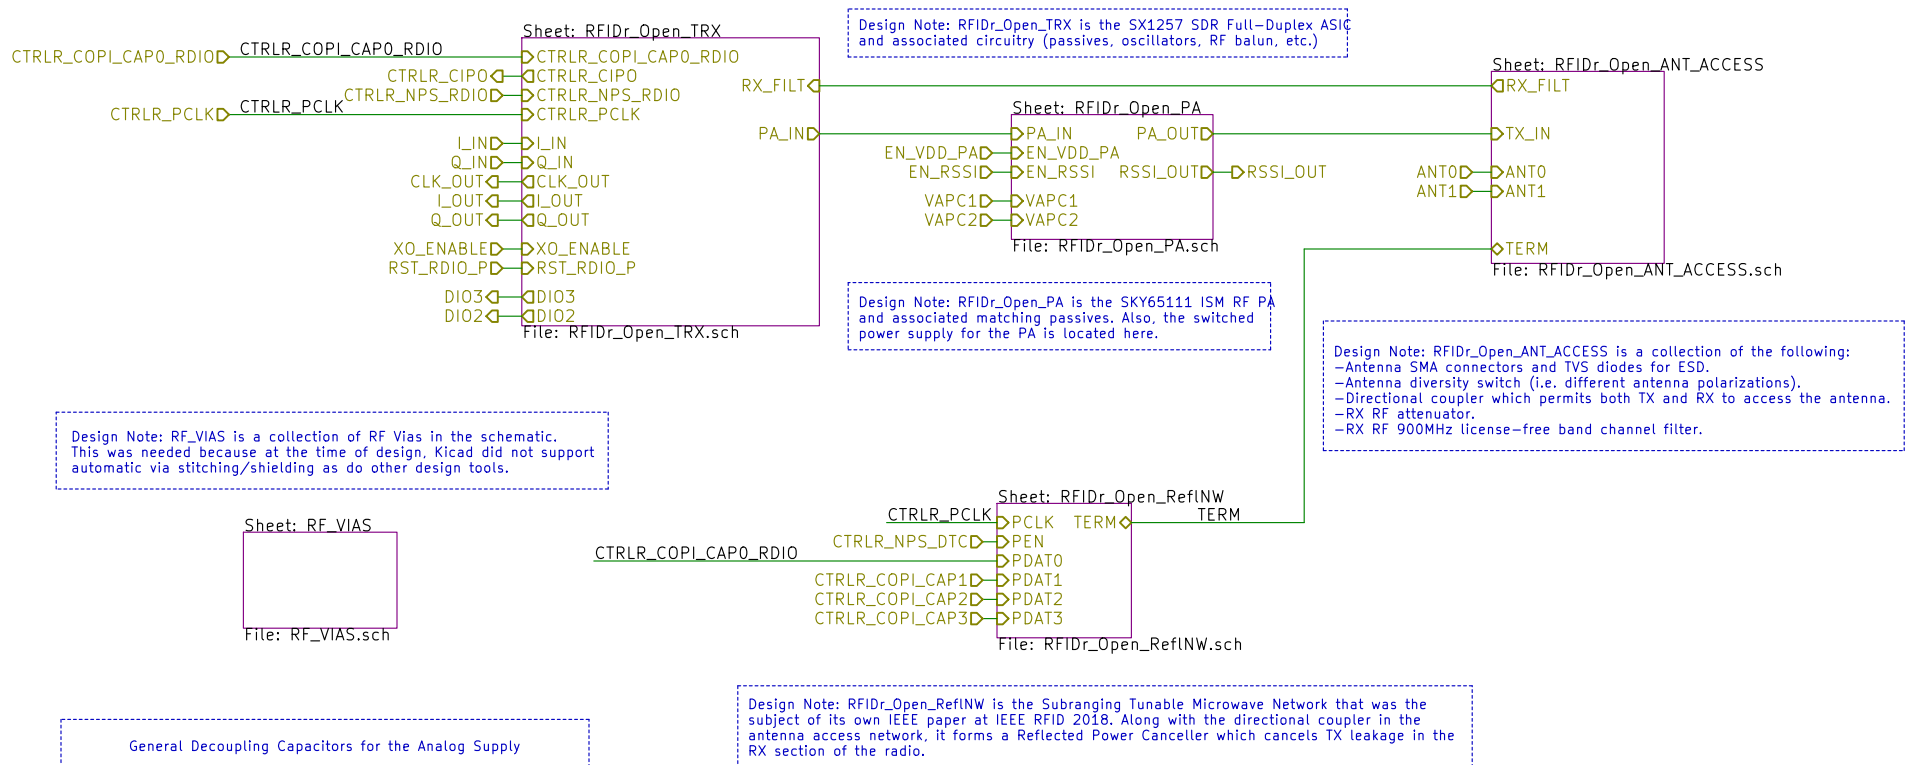 Sheet: RFIDr_Open_TRX
CTRLR_COPI_CAP0_RDIO
CTRLR_COPI_CAP0_RDIO
CTRLR_COPI_CAP0_RDIO
CTRLR_CIPO
CTRLR_CIPO
CTRLR_NPS_RDIO
CTRLR_NPS_RDIO
CTRLR_PCLK
CTRLR_PCLK
CTRLR_PCLK
I_IN
I_IN
Q_IN
Q_IN
CLK_OUT
CLK_OUT
I_OUT
I_OUT
Q_OUT
Q_OUT
XO_ENABLE
XO_ENABLE
RST_RDIO_P
RST_RDIO_P
DIO3
DIO3
DIO2
DIO2
RX_FILT
PA_IN
File: RFIDr_Open_TRX.sch
Design Note: RFIDr_Open_TRX is the SX1257 SDR Full-Duplex ASIC
and associated circuitry (passives, oscillators, RF balun, etc.)
Sheet: RFIDr_Open_PA
PA_IN
PA_OUT
EN_VDD_PA
EN_VDD_PA
EN_RSSI
EN_RSSI
RSSI_OUT
RSSI_OUT
VAPC1
VAPC1
VAPC2
VAPC2
File: RFIDr_Open_PA.sch
Design Note: RFIDr_Open_PA is the SKY65111 ISM RF PA
and associated matching passives. Also, the switched
power supply for the PA is located here.
Sheet: RFIDr_Open_ANT_ACCESS
RX_FILT
TX_IN
ANT0
ANT0
ANT1
ANT1
TERM
File: RFIDr_Open_ANT_ACCESS.sch
Design Note: RFIDr_Open_ANT_ACCESS is a collection of the following:
-Antenna SMA connectors and TVS diodes for ESD.
-Antenna diversity switch (i.e. different antenna polarizations).
-Directional coupler which permits both TX and RX to access the antenna.
-RX RF attenuator.
-RX RF 900MHz license-free band channel filter.
Design Note: RF_VIAS is a collection of RF Vias in the schematic.
This was needed because at the time of design, Kicad did not support
automatic via stitching/shielding as do other design tools.
Sheet: RF_VIAS
File: RF_VIAS.sch
Sheet: RFIDr_Open_ReflNW
CTRLR_PCLK
PCLK
TERM
TERM
CTRLR_NPS_DTC
PEN
CTRLR_COPI_CAP0_RDIO
PDAT0
CTRLR_COPI_CAP1
PDAT1
CTRLR_COPI_CAP2
PDAT2
CTRLR_COPI_CAP3
PDAT3
File: RFIDr_Open_ReflNW.sch
Design Note: RFIDr_Open_ReflNW is the Subranging Tunable Microwave Network that was the
subject of its own IEEE paper at IEEE RFID 2018. Along with the directional coupler in the
antenna access network, it forms a Reflected Power Canceller which cancels TX leakage in the
RX section of the radio.
General Decoupling Capacitors for the Analog Supply